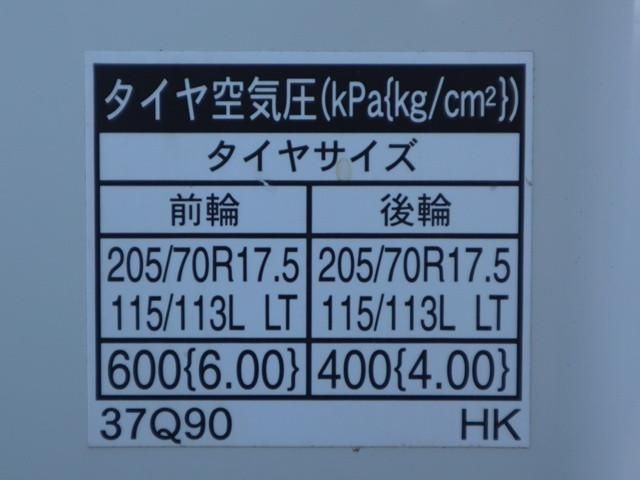 タイヤ空気圧(kPa{kg/cm²})
タイヤサイズ
前輪 後輪
205/70R17.5 205/70R17.5
115/113L LT 115/113L LT
600{6.00} 400{4.00}
37Q90 HK